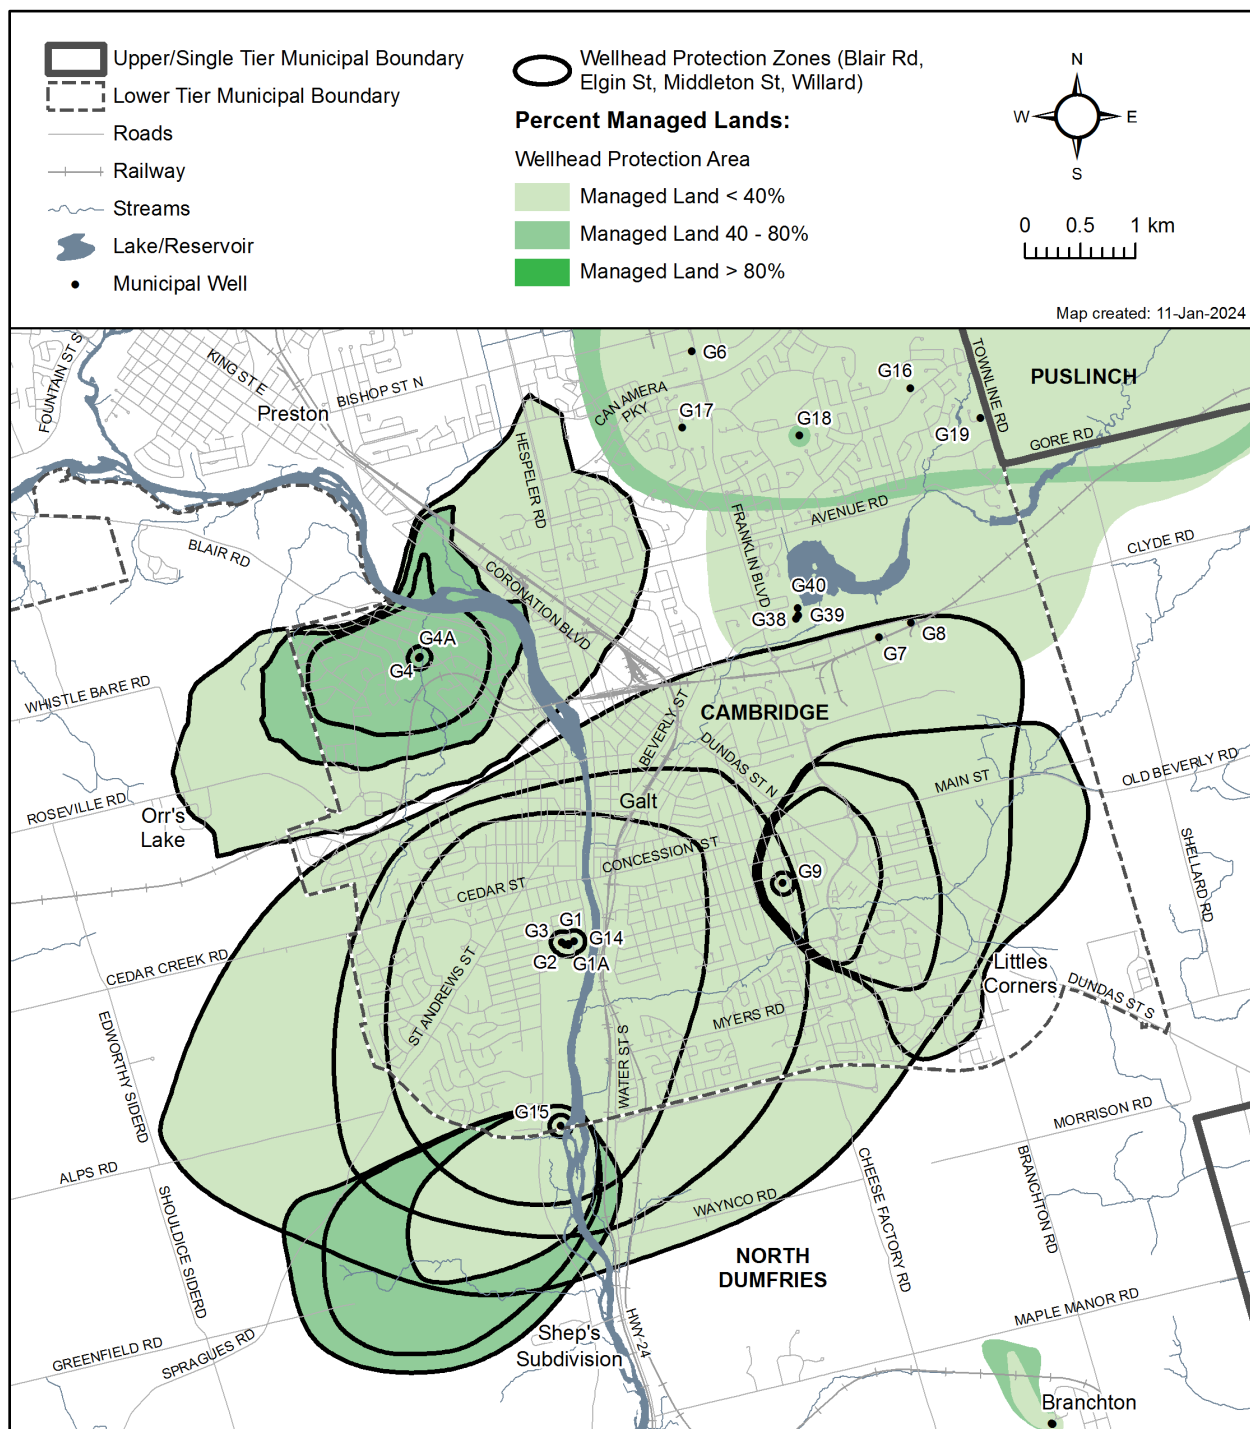 Upper/Single Tier Municipal Boundary
Lower Tier Municipal Boundary
Roads
Railway
Streams
Lake/Reservoir
Municipal Well
Wellhead Protection Zones (Blair Rd,
Elgin St, Middleton St, Willard)
Percent Managed Lands:
Wellhead Protection Area
Managed Land < 40%
Managed Land 40 - 80%
Managed Land > 80%
N
W
E
S
0 0.5 1 km
Map created: 11-Jan-2024
FOUNTAIN ST S
KING ST E
BISHOP ST N
Preston
HESPELER RD
CAN AMERA
PKY
G6
G17
G16
G18
G19
TOWNLINE RD
PUSLINCH
GORE RD
AVENUE RD
FRANKLIN BLVD
CLYDE RD
BLAIR RD
CORONATION BLVD
G40
G39
G38
G8
G7
G4A
G4
WHISTLE BARE RD
BEVERLY ST
CAMBRIDGE
DUNDAS ST N
MAIN ST
OLD BEVERLY RD
ROSEVILLE RD
Orr's
Lake
Galt
SHELLARD RD
CONCESSION ST
G9
CEDAR ST
G1
G3
G14
G2
G1A
ST ANDREWS ST
CEDAR CREEK RD
Littles
Corners
DUNDAS ST S
MYERS RD
EDWORTHY SIDERD
WATER ST S
G15
MORRISON RD
ALPS RD
SHOULDICE SIDERD
CHEESE FACTORY RD
BRANCHTON RD
WAYNCO RD
NORTH
DUMFRIES
MAPLE MANOR RD
GREENFIELD RD
SPRAGUES RD
Shep's
Subdivision
HWY-24
Branchton